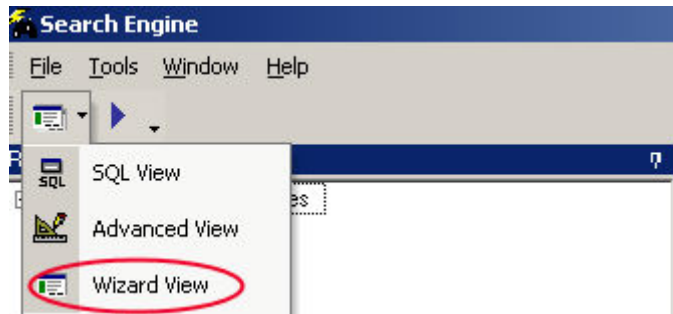 Search Engine
File Tools Window Help
SQL View
SQL
Advanced View
Wizard View